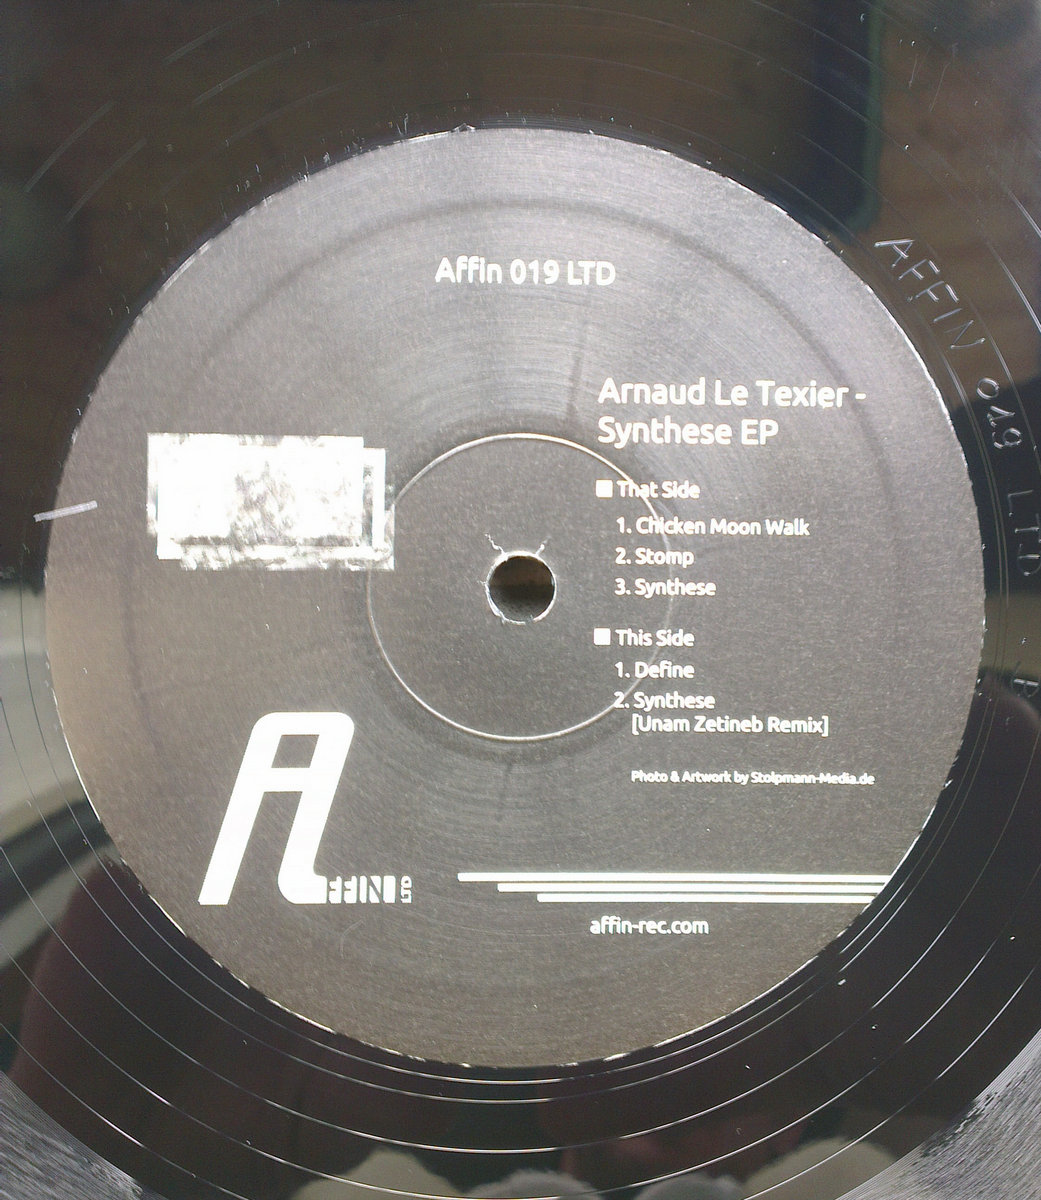 Affin 019 LTD
Arnaud Le Texier -
Synthese EP
That Side
1. Chicken Moon Walk
2. Stomp
3. Synthese
This Side
1. Define
2. Synthese
[Unam Zetineb Remix]
Photo & Artwork by Stolpmann-Media.de
AFFIN LTD
affin-rec.com
AFFIN 019 LTD